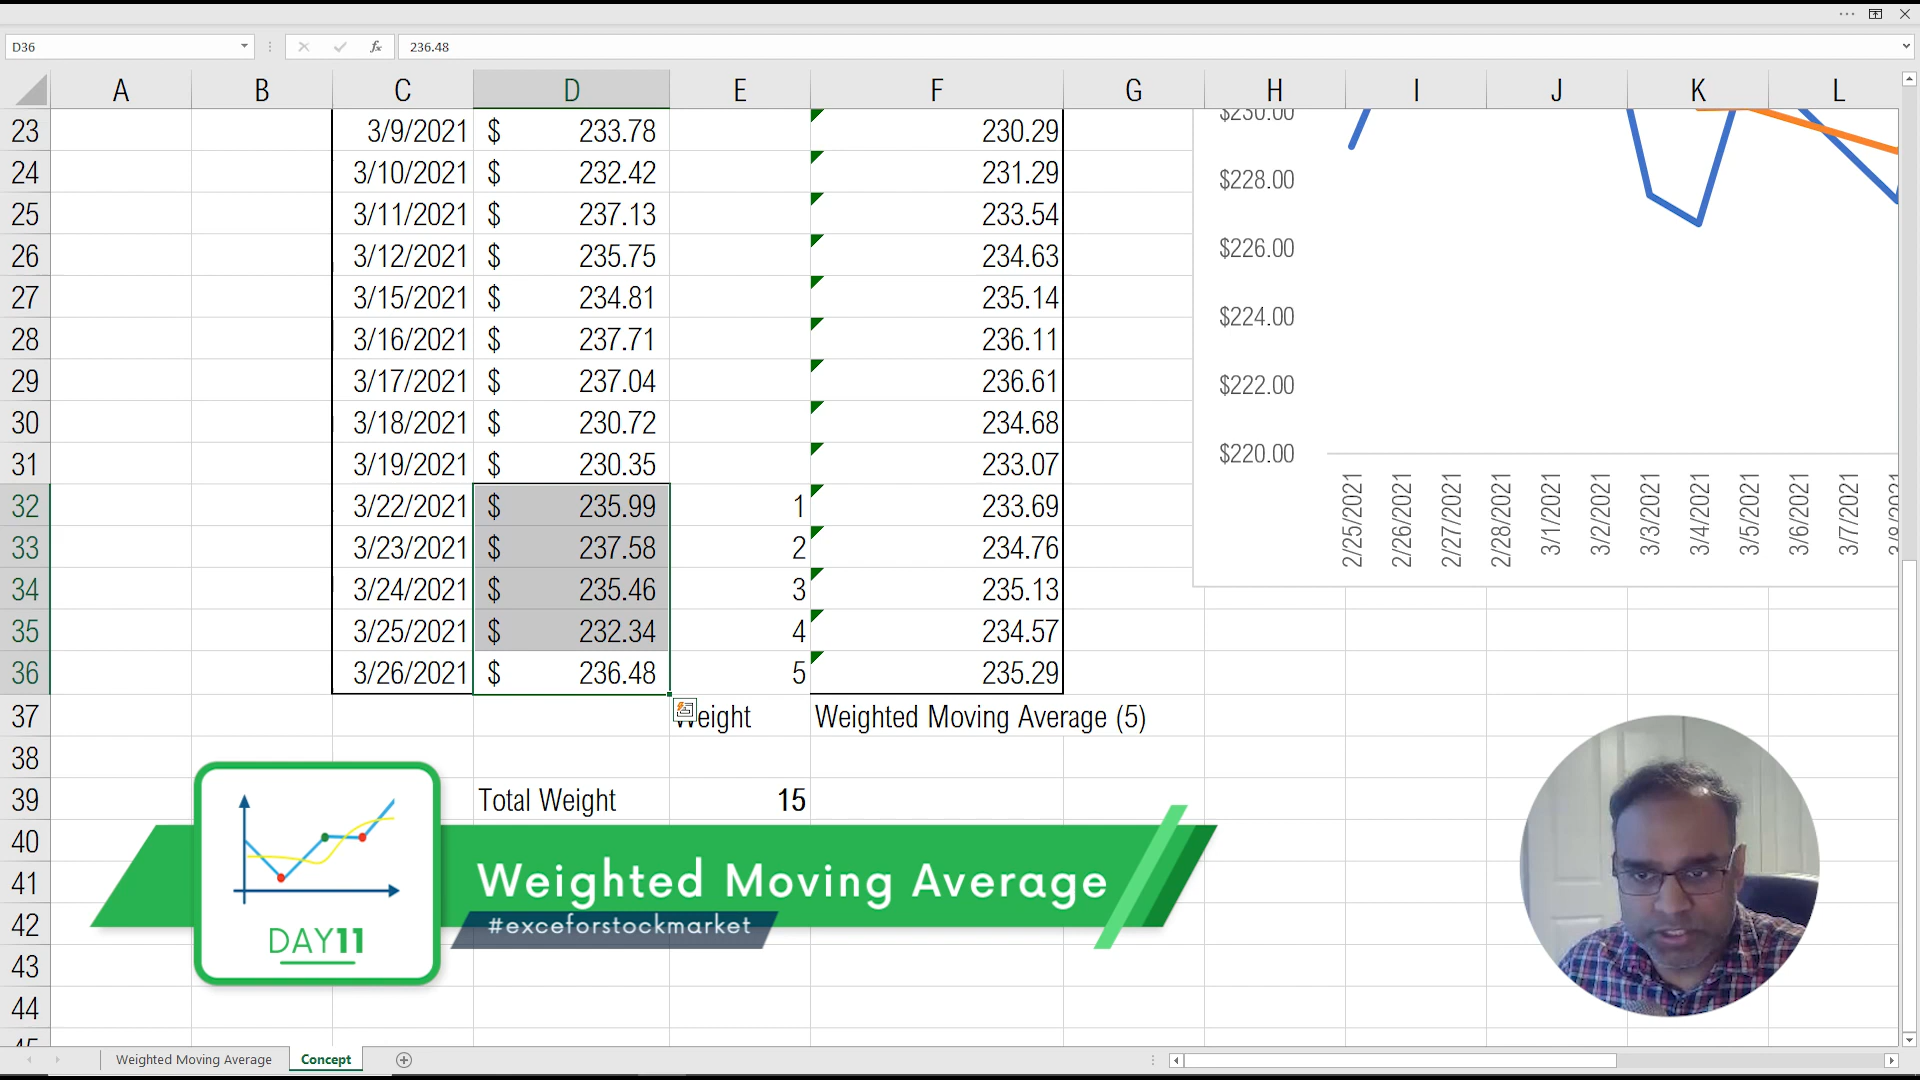 D36 fx 236.48
A B C D E F G H I J K L
23 3/9/2021 $ 233.78 230.29
24 3/10/2021 $ 232.42 231.29
25 3/11/2021 $ 237.13 233.54
26 3/12/2021 $ 235.75 234.63
27 3/15/2021 $ 234.81 235.14
28 3/16/2021 $ 237.71 236.11
29 3/17/2021 $ 237.04 236.61
30 3/18/2021 $ 230.72 234.68
31 3/19/2021 $ 230.35 233.07
32 3/22/2021 $ 235.99 1 233.69
33 3/23/2021 $ 237.58 2 234.76
34 3/24/2021 $ 235.46 3 235.13
35 3/25/2021 $ 232.34 4 234.57
36 3/26/2021 $ 236.48 5 235.29
37 Weight Weighted Moving Average (5)
38
39 Total Weight 15
40
41
42
43
44
45
$230.00
$228.00
$226.00
$224.00
$222.00
$220.00
2/25/2021
2/26/2021
2/27/2021
2/28/2021
3/1/2021
3/2/2021
3/3/2021
3/4/2021
3/5/2021
3/6/2021
3/7/2021
3/8/2021
DAY11
Weighted Moving Average
#exceforstockmarket
Weighted Moving Average Concept